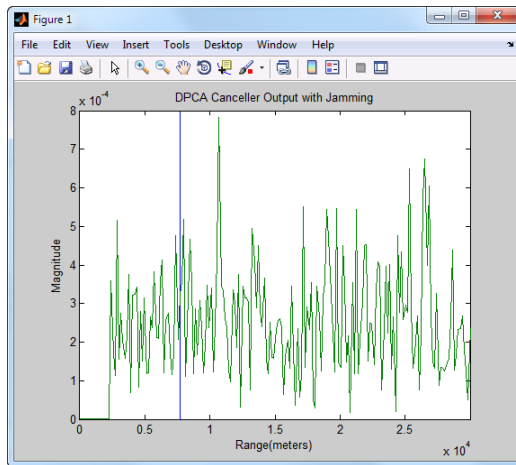 Figure 1
File Edit View Insert Tools Desktop Window Help
x 10⁻⁴
DPCA Canceller Output with Jamming
8
7
6
5
4
3
2
1
0
Magnitude
0 0.5 1 1.5 2 2.5
Range(meters)
x 10⁴